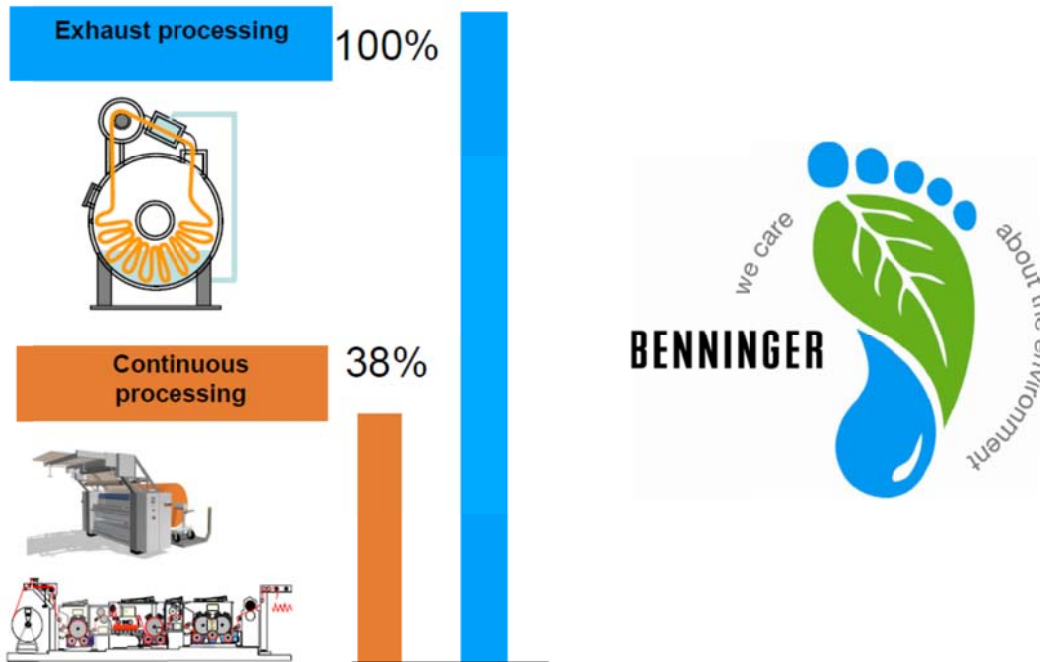 Exhaust processing
100%
Continuous
processing
38%
we care
about the environment
BENNINGER